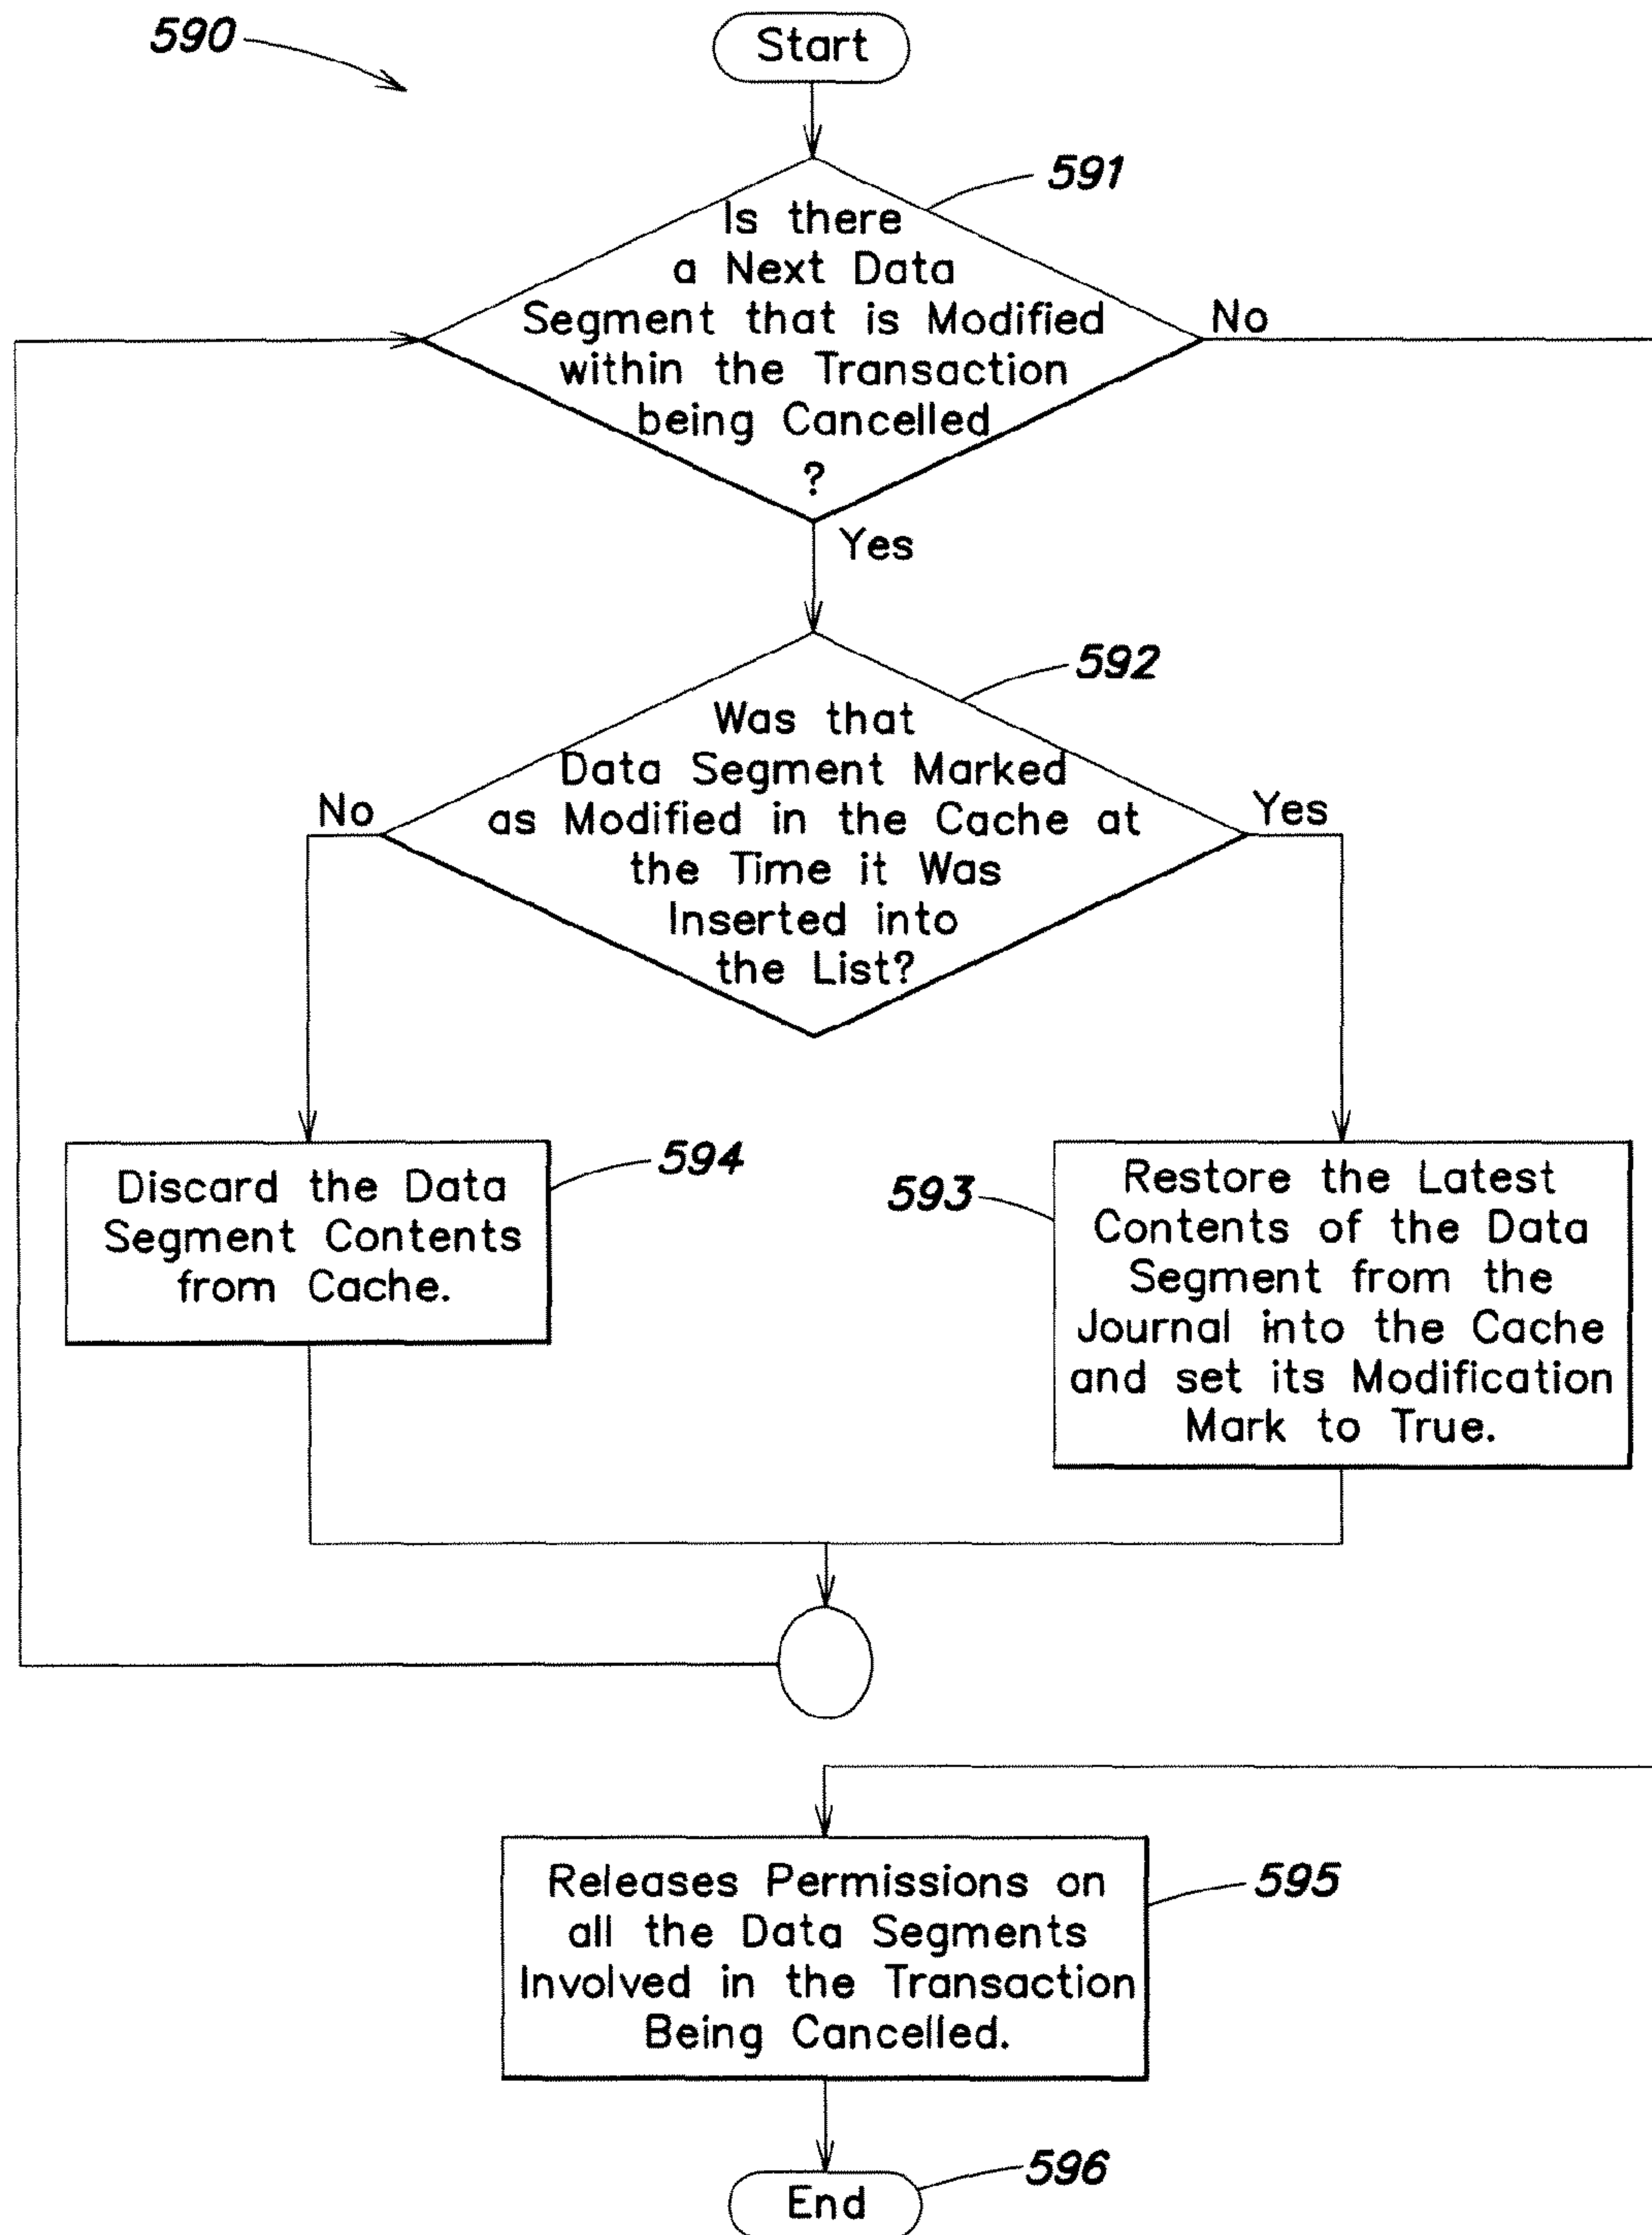 590
Start
591
Is there
a Next Data
Segment that is Modified
within the Transaction
being Cancelled
?
No
Yes
592
Was that
Data Segment Marked
as Modified in the Cache at
the Time it Was
Inserted into
the List?
No
Yes
594
Discard the Data
Segment Contents
from Cache.
593
Restore the Latest
Contents of the Data
Segment from the
Journal into the Cache
and set its Modification
Mark to True.
595
Releases Permissions on
all the Data Segments
Involved in the Transaction
Being Cancelled.
596
End